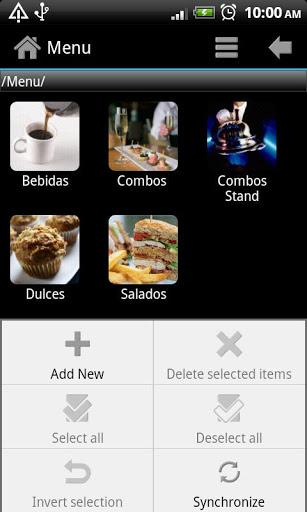 10:00 AM
Menu
/Menu/
Bebidas
Combos
Combos
Stand
Dulces
Salados
Add New
Delete selected items
Select all
Deselect all
Invert selection
Synchronize